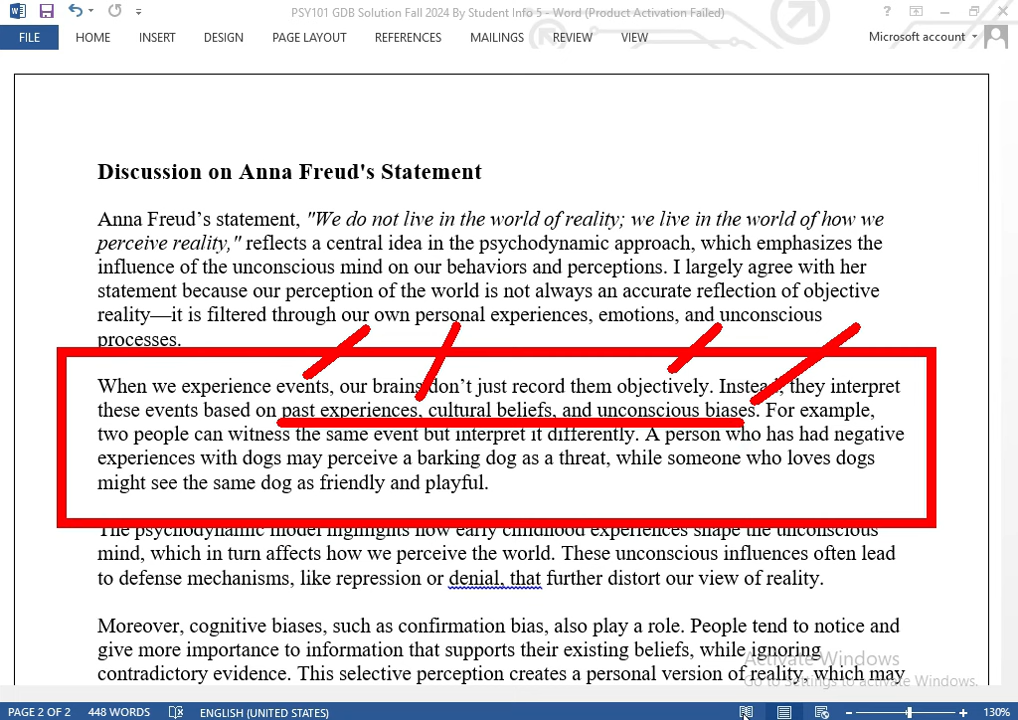 PSY101 GDB Solution Fall 2024 By Student Info 5 - Word (Product Activation Failed)
FILE HOME INSERT DESIGN PAGE LAYOUT REFERENCES MAILINGS REVIEW VIEW Microsoft account
Discussion on Anna Freud's Statement
Anna Freud’s statement, "We do not live in the world of reality; we live in the world of how we
perceive reality," reflects a central idea in the psychodynamic approach, which emphasizes the
influence of the unconscious mind on our behaviors and perceptions. I largely agree with her
statement because our perception of the world is not always an accurate reflection of objective
reality—it is filtered through our own personal experiences, emotions, and unconscious
processes.
When we experience events, our brains don’t just record them objectively. Instead, they interpret
these events based on past experiences, cultural beliefs, and unconscious biases. For example,
two people can witness the same event but interpret it differently. A person who has had negative
experiences with dogs may perceive a barking dog as a threat, while someone who loves dogs
might see the same dog as friendly and playful.
The psychodynamic model highlights how early childhood experiences shape the unconscious
mind, which in turn affects how we perceive the world. These unconscious influences often lead
to defense mechanisms, like repression or denial, that further distort our view of reality.
Moreover, cognitive biases, such as confirmation bias, also play a role. People tend to notice and
give more importance to information that supports their existing beliefs, while ignoring
contradictory evidence. This selective perception creates a personal version of reality, which may
Activate Windows
Go to Settings to activate Windows.
PAGE 2 OF 2 448 WORDS ENGLISH (UNITED STATES) 130%